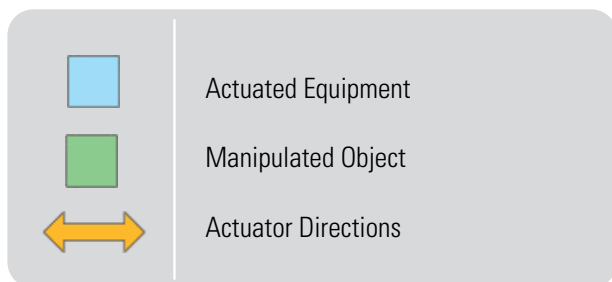 Actuated Equipment
Manipulated Object
Actuator Directions